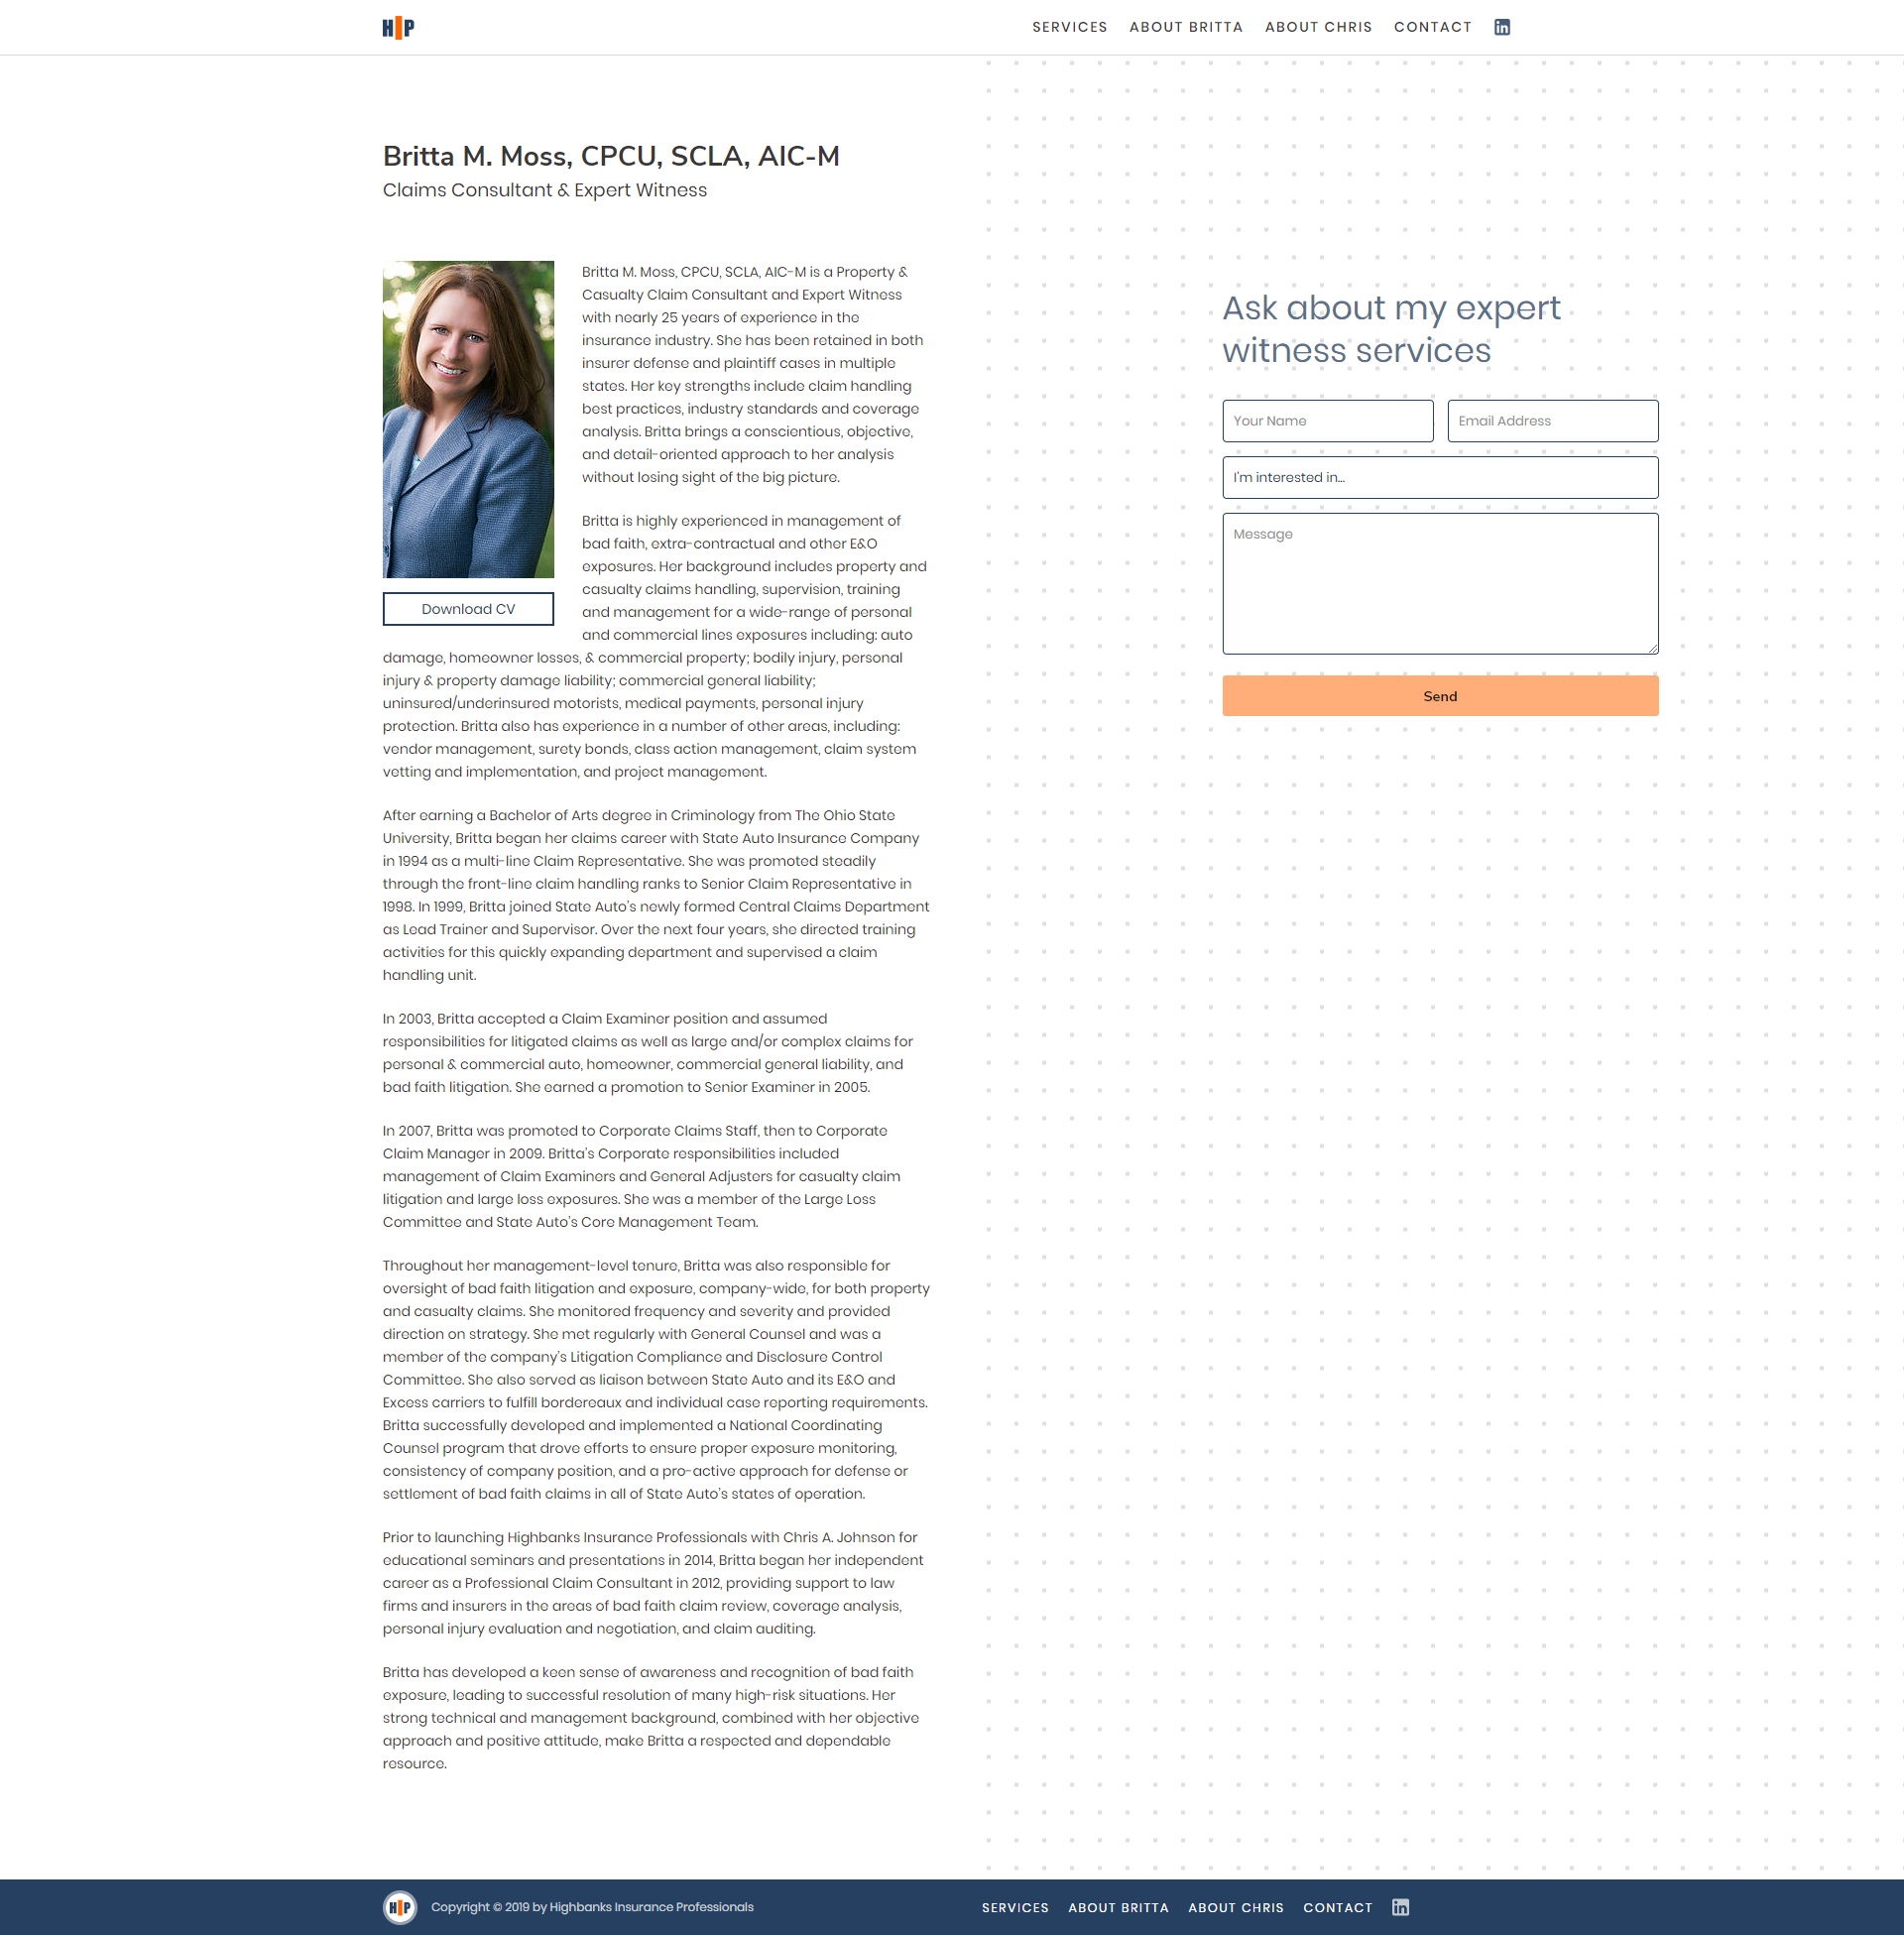 HIP
SERVICES ABOUT BRITTA ABOUT CHRIS CONTACT in
Britta M. Moss, CPCU, SCLA, AIC-M
Claims Consultant & Expert Witness
Britta M. Moss, CPCU, SCLA, AIC-M is a Property &
Casualty Claim Consultant and Expert Witness
with nearly 25 years of experience in the
insurance industry. She has been retained in both
insurer defense and plaintiff cases in multiple
states. Her key strengths include claim handling
best practices, industry standards and coverage
analysis. Britta brings a conscientious, objective,
and detail-oriented approach to her analysis
without losing sight of the big picture.
Download CV
Britta is highly experienced in management of
bad faith, extra-contractual and other E&O
exposures. Her background includes property and
casualty claims handling, supervision, training
and management for a wide-range of personal
and commercial lines exposures including: auto
damage, homeowner losses, & commercial property; bodily injury, personal
injury & property damage liability; commercial general liability;
uninsured/underinsured motorists, medical payments, personal injury
protection. Britta also has experience in a number of other areas, including:
vendor management, surety bonds, class action management, claim system
vetting and implementation, and project management.
After earning a Bachelor of Arts degree in Criminology from The Ohio State
University, Britta began her claims career with State Auto Insurance Company
in 1994 as a multi-line Claim Representative. She was promoted steadily
through the front-line claim handling ranks to Senior Claim Representative in
1998. In 1999, Britta joined State Auto's newly formed Central Claims Department
as Lead Trainer and Supervisor. Over the next four years, she directed training
activities for this quickly expanding department and supervised a claim
handling unit.
In 2003, Britta accepted a Claim Examiner position and assumed
responsibilities for litigated claims as well as large and/or complex claims for
personal & commercial auto, homeowner, commercial general liability, and
bad faith litigation. She earned a promotion to Senior Examiner in 2005.
In 2007, Britta was promoted to Corporate Claims Staff, then to Corporate
Claim Manager in 2009. Britta's Corporate responsibilities included
management of Claim Examiners and General Adjusters for casualty claim
litigation and large loss exposures. She was a member of the Large Loss
Committee and State Auto's Core Management Team.
Throughout her management-level tenure, Britta was also responsible for
oversight of bad faith litigation and exposure, company-wide, for both property
and casualty claims. She monitored frequency and severity and provided
direction on strategy. She met regularly with General Counsel and was a
member of the company's Litigation Compliance and Disclosure Control
Committee. She also served as liaison between State Auto and its E&O and
Excess carriers to fulfill bordereaux and individual case reporting requirements.
Britta successfully developed and implemented a National Coordinating
Counsel program that drove efforts to ensure proper exposure monitoring,
consistency of company position, and a pro-active approach for defense or
settlement of bad faith claims in all of State Auto's states of operation.
Prior to launching Highbanks Insurance Professionals with Chris A. Johnson for
educational seminars and presentations in 2014, Britta began her independent
career as a Professional Claim Consultant in 2012, providing support to law
firms and insurers in the areas of bad faith claim review, coverage analysis,
personal injury evaluation and negotiation, and claim auditing.
Britta has developed a keen sense of awareness and recognition of bad faith
exposure, leading to successful resolution of many high-risk situations. Her
strong technical and management background, combined with her objective
approach and positive attitude, make Britta a respected and dependable
resource.
Ask about my expert
witness services
Your Name Email Address
I'm interested in...
Message
Send
HIP Copyright © 2019 by Highbanks Insurance Professionals
SERVICES ABOUT BRITTA ABOUT CHRIS CONTACT in